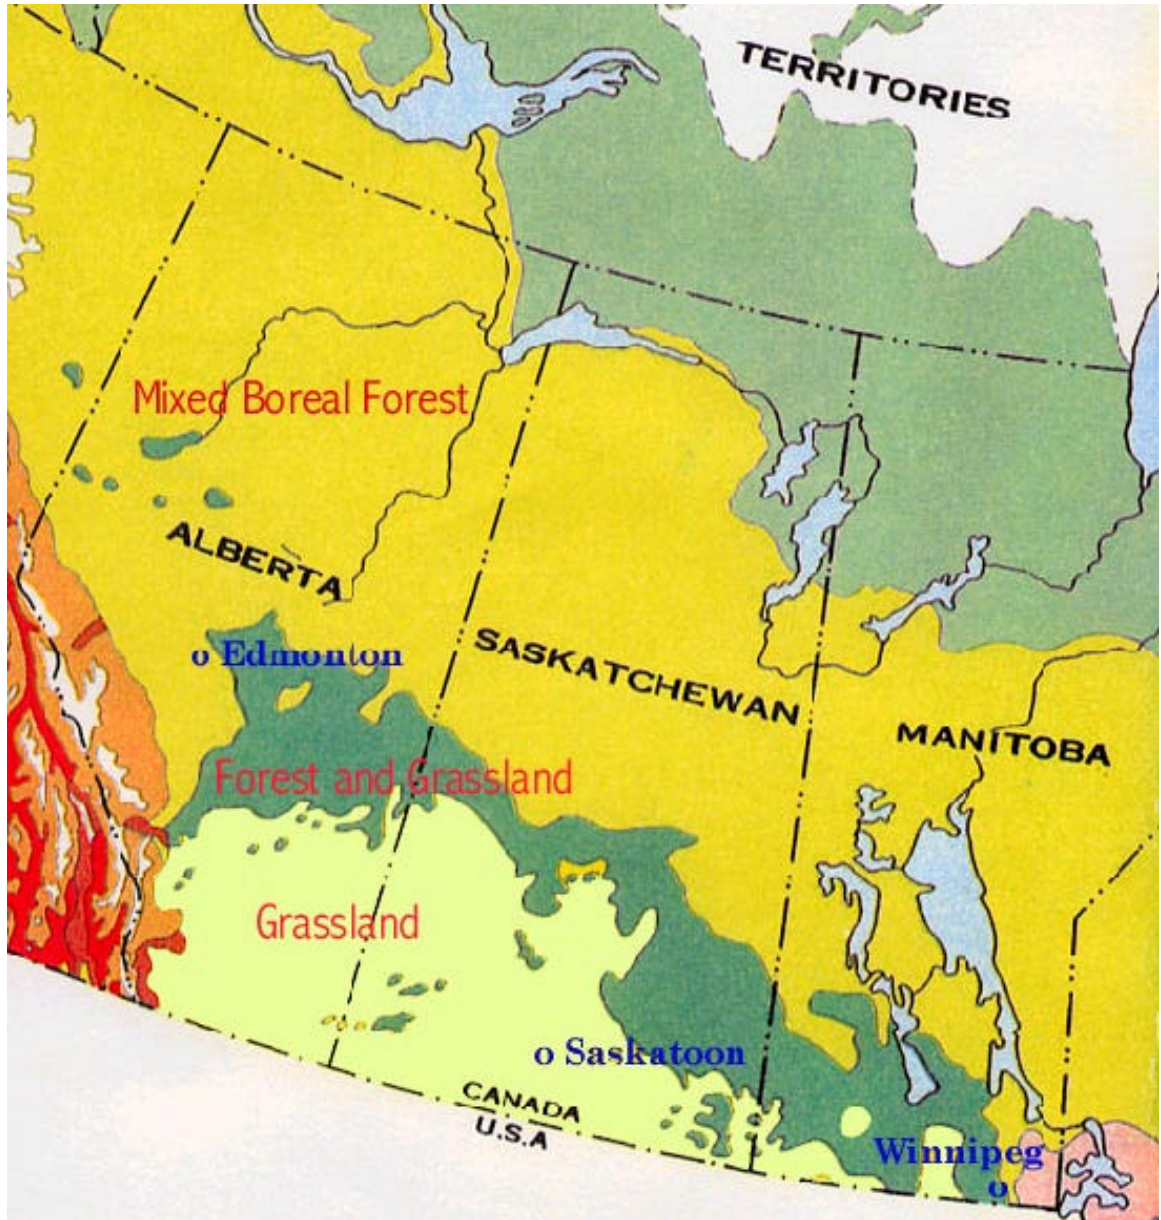 TERRITORIES
Mixed Boreal Forest
ALBERTA
o Edmonton
SASKATCHEWAN
MANITOBA
Forest and Grassland
Grassland
o Saskatoon
CANADA
U.S.A
Winnipeg
o